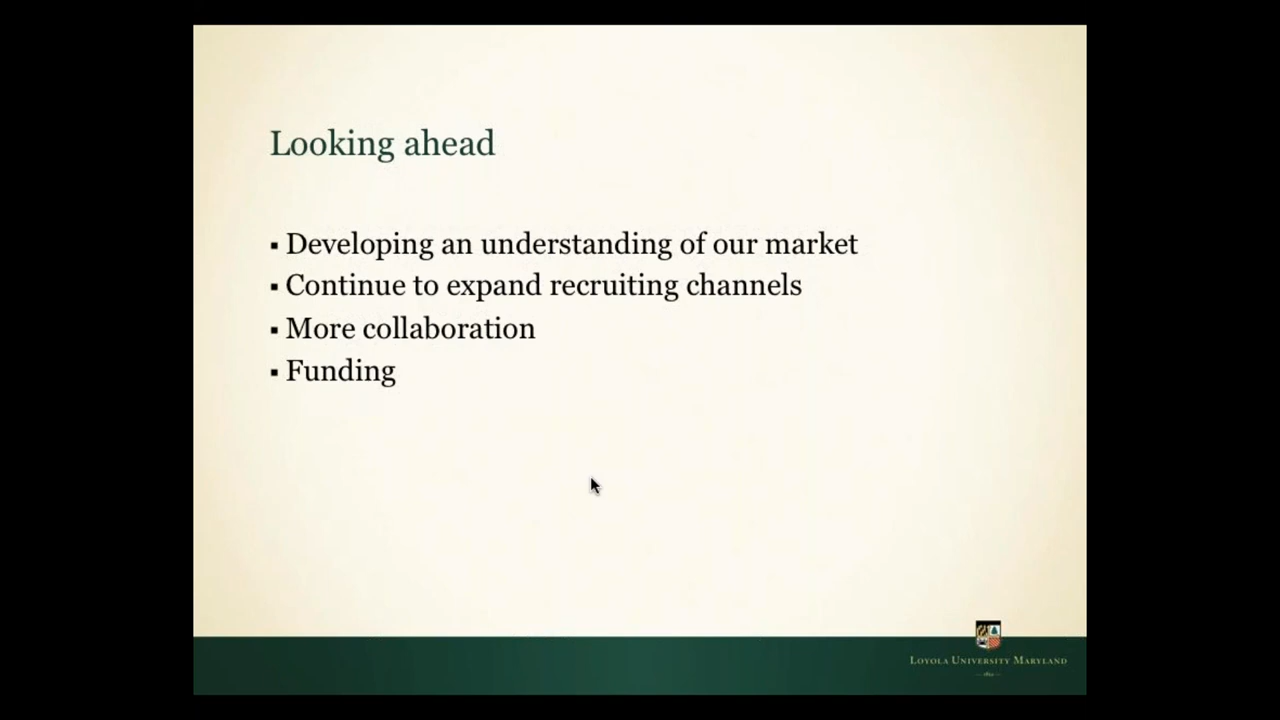 Looking ahead
▪ Developing an understanding of our market
▪ Continue to expand recruiting channels
▪ More collaboration
▪ Funding
LOYOLA UNIVERSITY MARYLAND